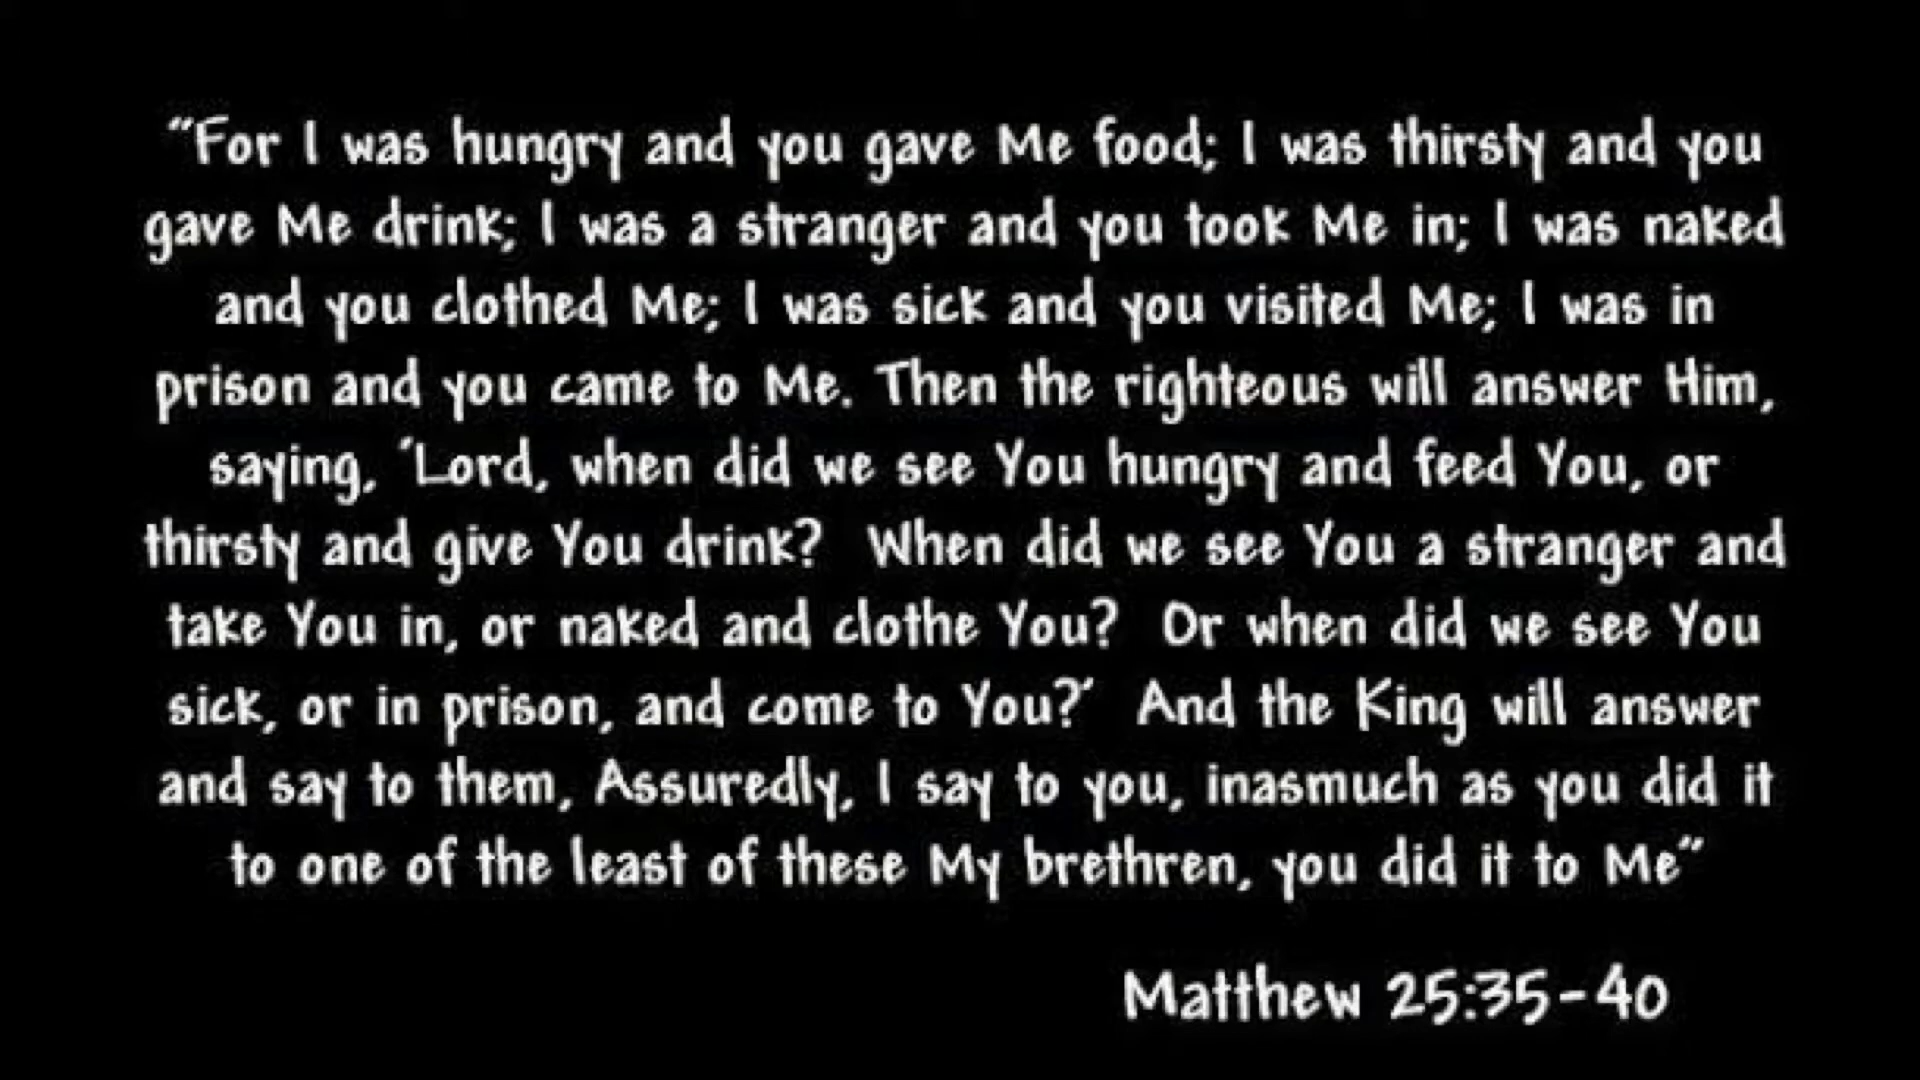 “For I was hungry and you gave Me food; I was thirsty and you
gave Me drink; I was a stranger and you took Me in; I was naked
and you clothed Me; I was sick and you visited Me; I was in
prison and you came to Me. Then the righteous will answer Him,
saying, ‘Lord, when did we see You hungry and feed You, or
thirsty and give You drink?  When did we see You a stranger and
take You in, or naked and clothe You?  Or when did we see You
sick, or in prison, and come to You?’  And the King will answer
and say to them, Assuredly, I say to you, inasmuch as you did it
to one of the least of these My brethren, you did it to Me”
Matthew 25:35-40